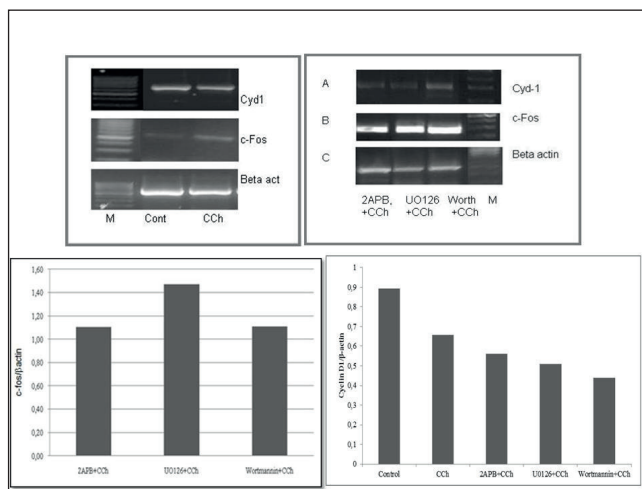 Cyd1
c-Fos
Beta act
M Cont CCh
A Cyd-1
B c-Fos
C Beta actin
2APB, UO126 Worth M
+CCh +CCh +CCh
1,60
1,40
1,20
1,00
0,80
0,60
0,40
0,20
0,00
c-fos/βactin
2APB+CCh UO126+CCh Wortmannin+CCh
1
0,9
0,8
0,7
0,6
0,5
0,4
0,3
0,2
0,1
0
Cyclin D1/β-actin
Control CCh 2APB+CCh U0126+CCh Wortmannin+CCh